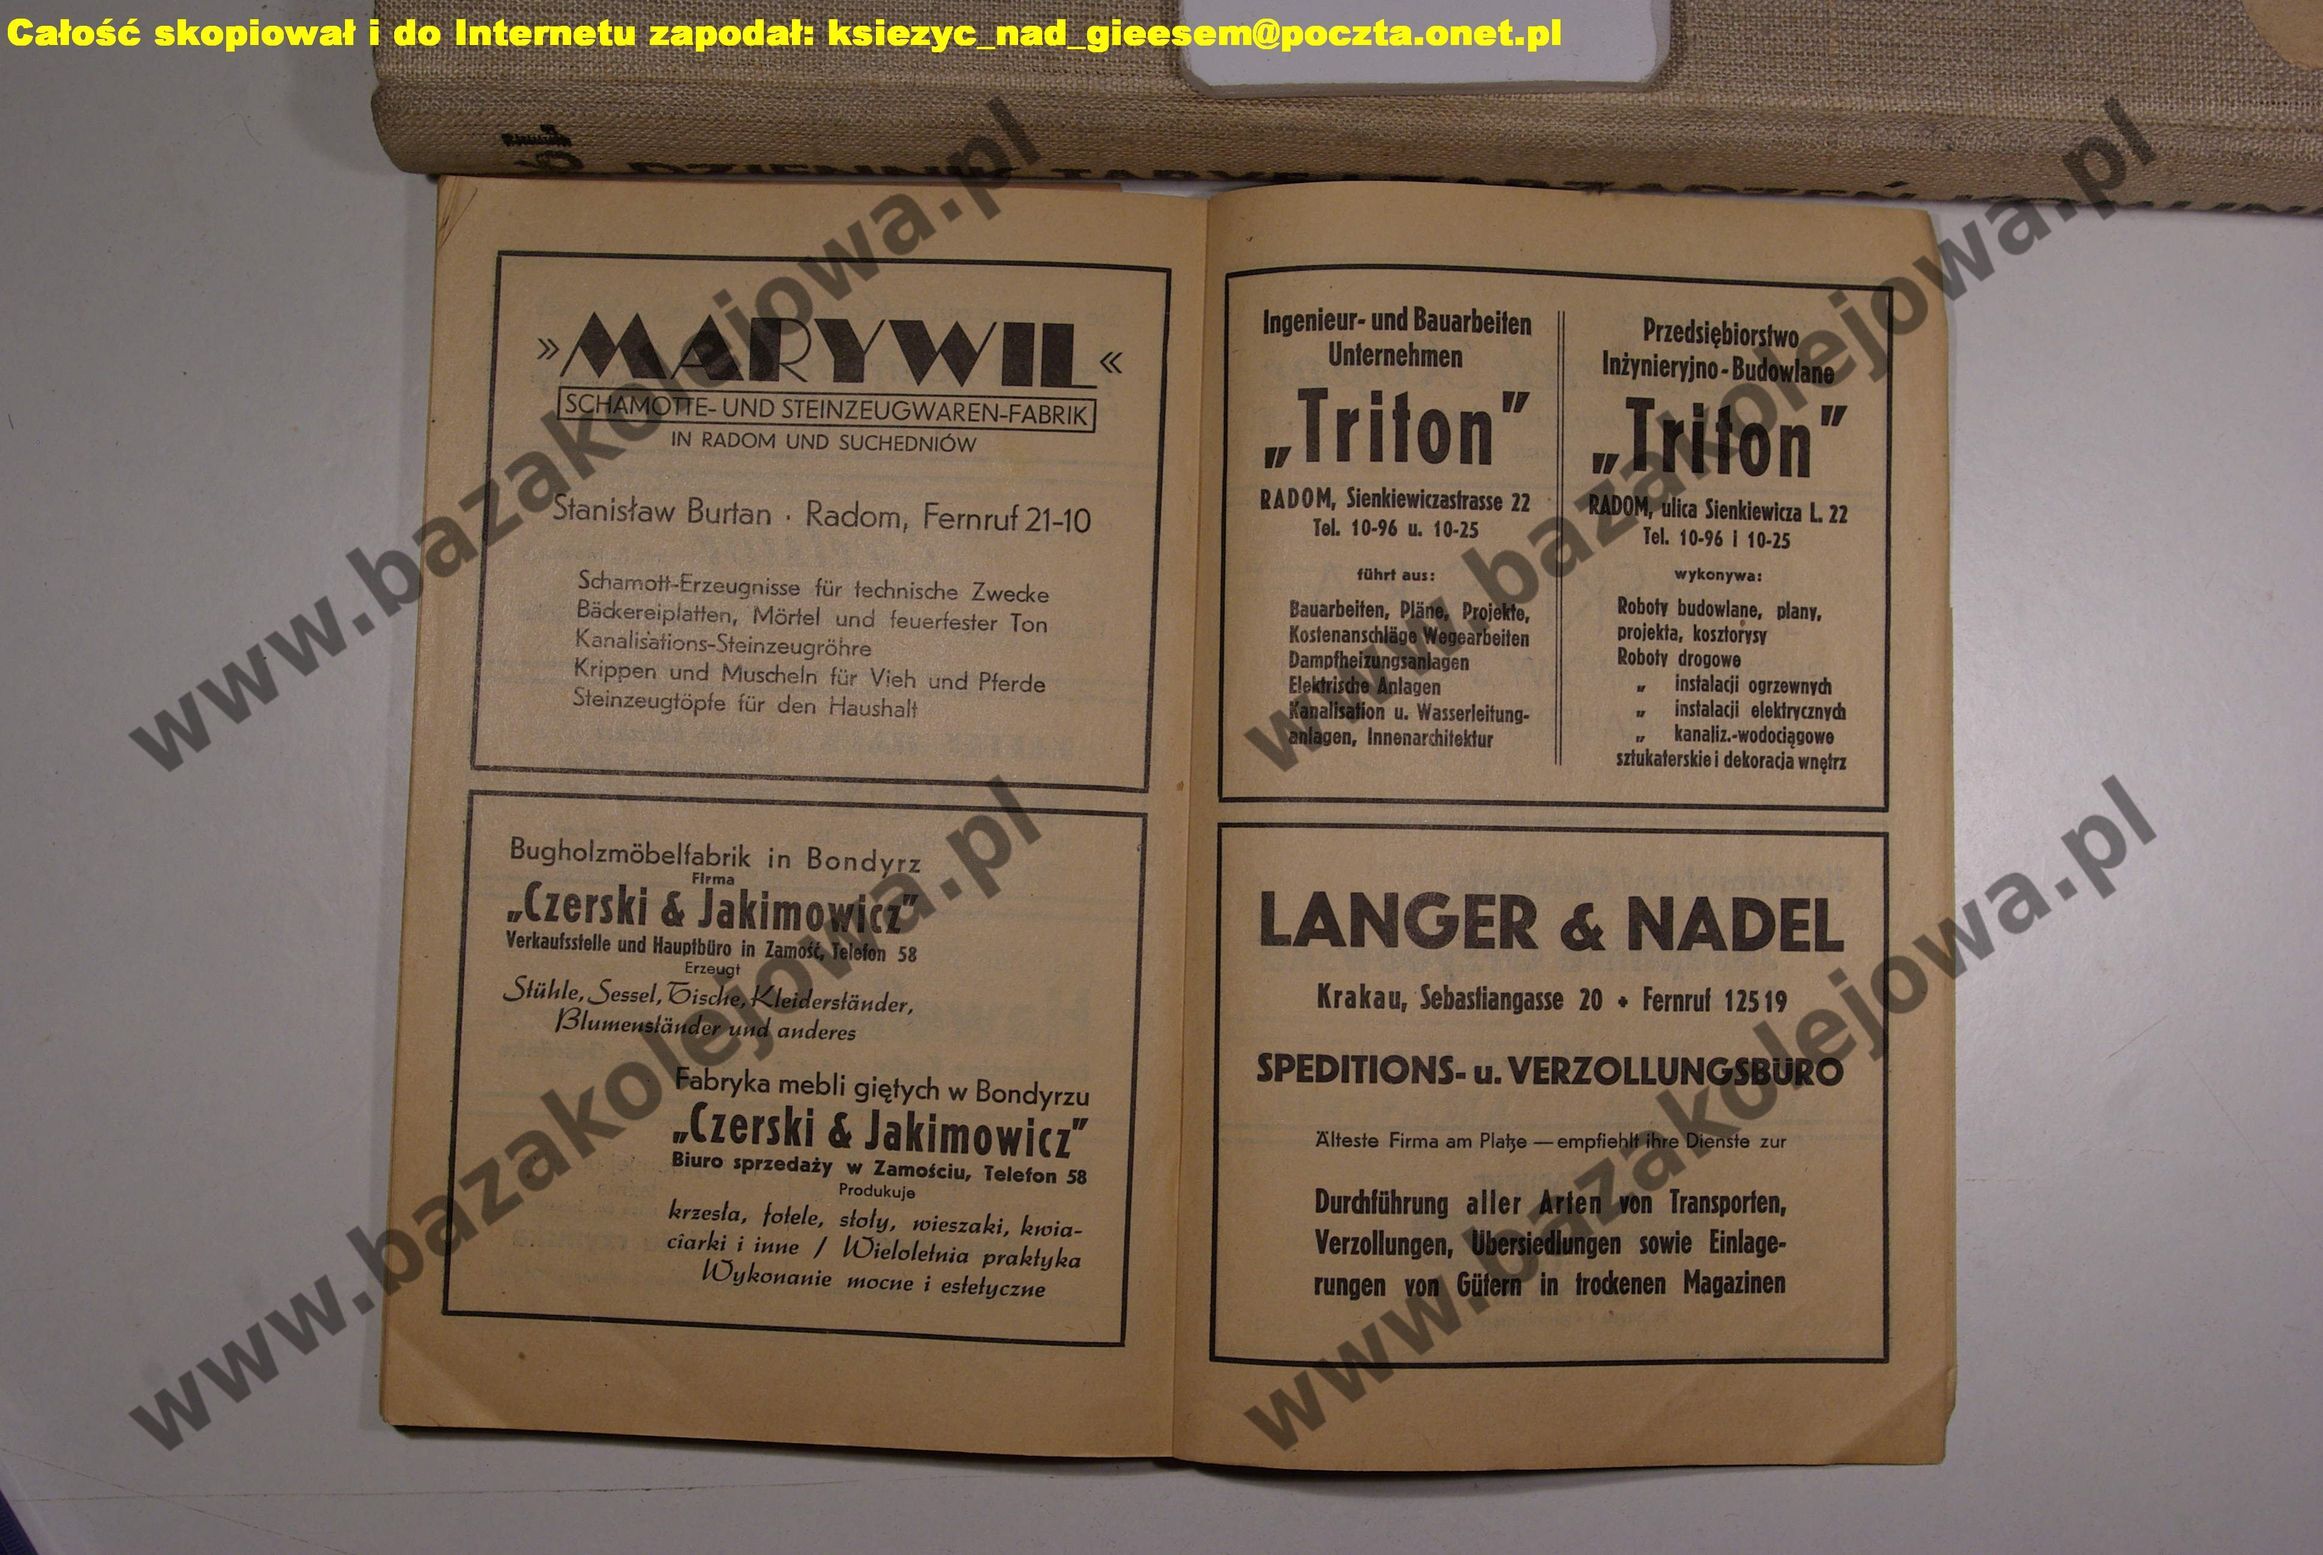 Całość skopiował i do Internetu zapodał: ksiezyc_nad_gieesem@poczta.onet.pl
»MARYWIL«
SCHAMOTTE- UND STEINZEUGWAREN-FABRIK
IN RADOM UND SUCHEDNIÓW
Stanisław Burtan · Radom, Fernruf 21-10
Schamott-Erzeugnisse für technische Zwecke
Bäckereiplatten, Mörtel und feuerfester Ton
Kanalisations-Steinzeugröhre
Krippen und Muscheln für Vieh und Pferde
Steinzeugtöpfe für den Haushalt
Bugholzmöbelfabrik in Bondyrz
Firma
„Czerski & Jakimowicz”
Verkaufsstelle und Hauptbüro in Zamość, Telefon 58
Erzeugt
Stühle, Sessel, Tische, Kleiderständer,
Blumenständer und anderes
Fabryka mebli giętych w Bondyrzu
„Czerski & Jakimowicz”
Biuro sprzedaży w Zamościu, Telefon 58
Produkuje
krzesła, fotele, stoły, wieszaki, kwia-
ciarki i inne / Wieloletnia praktyka
Wykonanie mocne i estetyczne
Ingenieur- und Bauarbeiten
Unternehmen
„Triton”
RADOM, Sienkiewiczastrasse 22
Tel. 10-96 u. 10-25
führt aus:
Bauarbeiten, Pläne, Projekte,
Kostenanschläge Wegearbeiten
Dampfheizungsanlagen
Elektrische Anlagen
Kanalisation u. Wasserleitung-
anlagen, Innenarchitektur
Przedsiębiorstwo
Inżynieryjno-Budowlane
„Triton”
RADOM, ulica Sienkiewicza L. 22
Tel. 10-96 i 10-25
wykonywa:
Roboty budowlane, plany,
projekta, kosztorysy
Roboty drogowe
„ instalacji ogrzewnych
„ instalacji elektrycznych
„ kanaliz.-wodociągowe
sztukaterskie i dekoracja wnętrz
LANGER & NADEL
Krakau, Sebastiangasse 20 + Fernruf 12519
SPEDITIONS- u. VERZOLLUNGSBÜRO
Älteste Firma am Platze — empfiehlt ihre Dienste zur
Durchführung aller Arten von Transporten,
Verzollungen, Übersiedlungen sowie Einlage-
rungen von Gütern in trockenen Magazinen
www.bazakolejowa.pl
www.bazakolejowa.pl
www.bazakolejowa.pl
www.bazakolejowa.pl